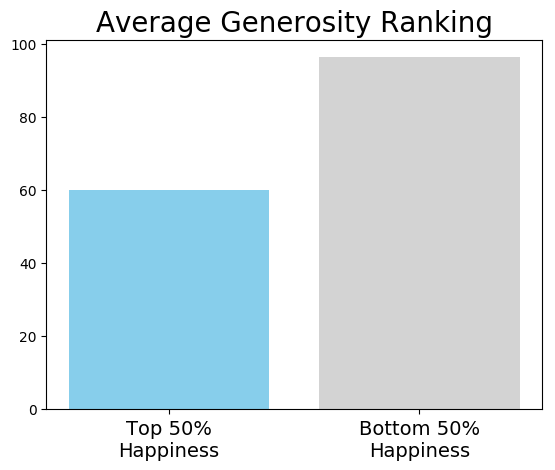 Average Generosity Ranking
100
80
60
40
20
0
Top 50%
Happiness
Bottom 50%
Happiness